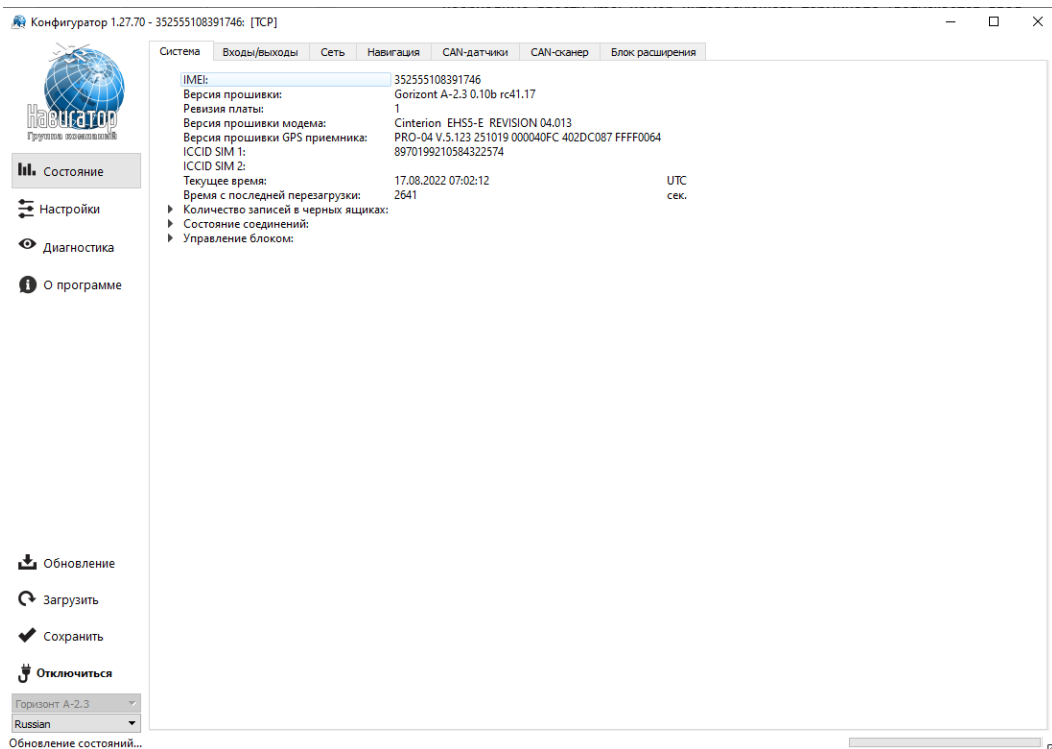 Конфигуратор 1.27.70 - 352555108391746: [TCP]
Навигатор
Группа компаний
Состояние
Настройки
Диагностика
О программе
Обновление
Загрузить
Сохранить
Отключиться
Горизонт А-2.3
Russian
Обновление состояний...
Система Входы/выходы Сеть Навигация CAN-датчики CAN-сканер Блок расширения
IMEI: 352555108391746
Версия прошивки: Gorizont A-2.3 0.10b rc41.17
Ревизия платы: 1
Версия прошивки модема: Cinterion EHS5-E REVISION 04.013
Версия прошивки GPS приемника: PRO-04 V.5.123 251019 000040FC 402DC087 FFFF0064
ICCID SIM 1: 8970199210584322574
ICCID SIM 2:
Текущее время: 17.08.2022 07:02:12 UTC
Время с последней перезагрузки: 2641 сек.
Количество записей в черных ящиках:
Состояние соединений:
Управление блоком: